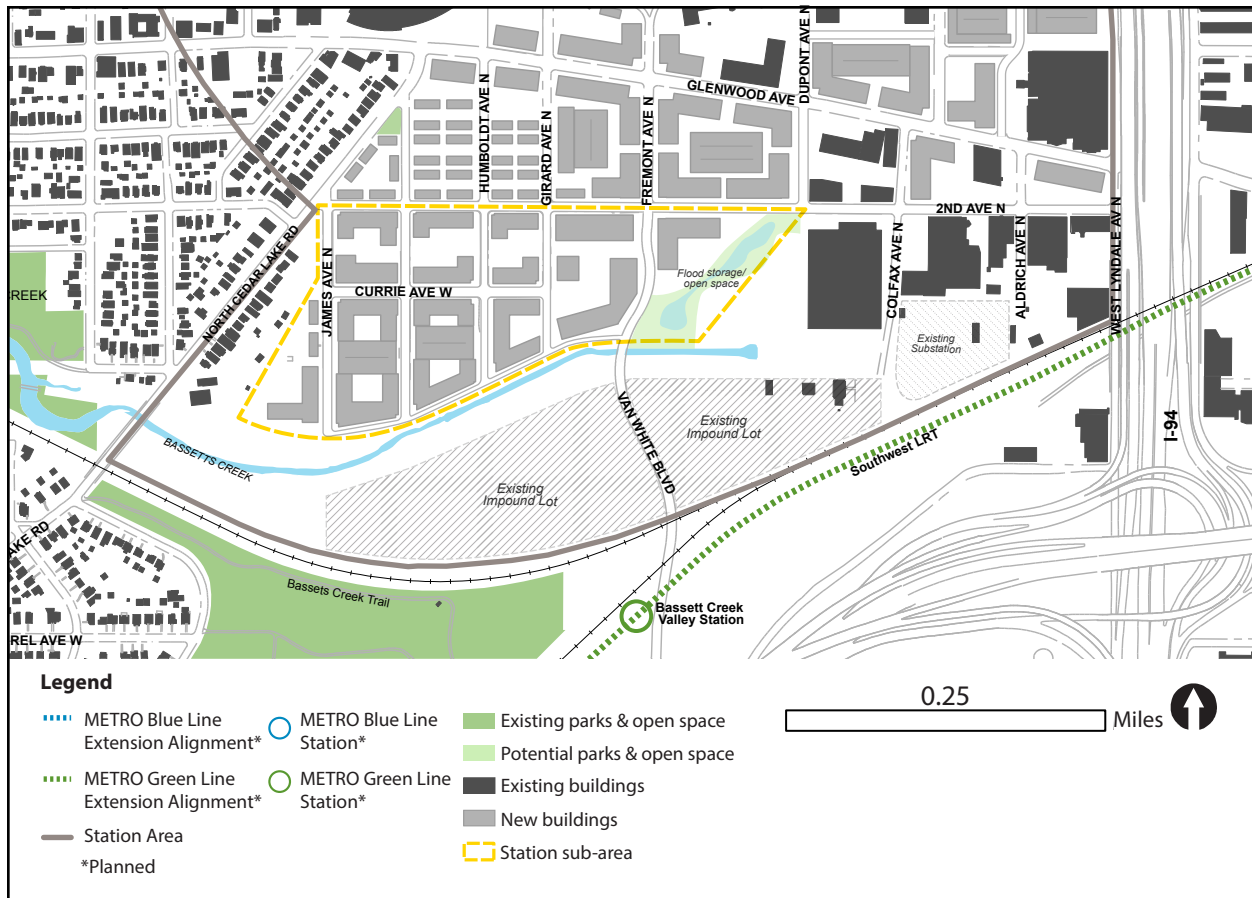 DUPONT AVE N
GLENWOOD AVE
HUMBOLDT AVE N
GIRARD AVE N
FREMONT AVE N
2ND AVE N
NORTH CEDAR LAKE RD
JAMES AVE N
CURRIE AVE W
Flood storage/
open space
COLFAX AVE N
ALDRICH AVE N
WEST LYNDALE AV N
CREEK
Existing
Substation
BASSETTS CREEK
VAN WHITE BLVD
Existing
Impound Lot
Southwest LRT
I-94
Existing
Impound Lot
AKE RD
Bassets Creek Trail
Bassett Creek
Valley Station
REL AVE W
Legend
METRO Blue Line
Extension Alignment*
METRO Green Line
Extension Alignment*
Station Area
*Planned
METRO Blue Line
Station*
METRO Green Line
Station*
Existing parks & open space
Potential parks & open space
Existing buildings
New buildings
Station sub-area
0.25
Miles